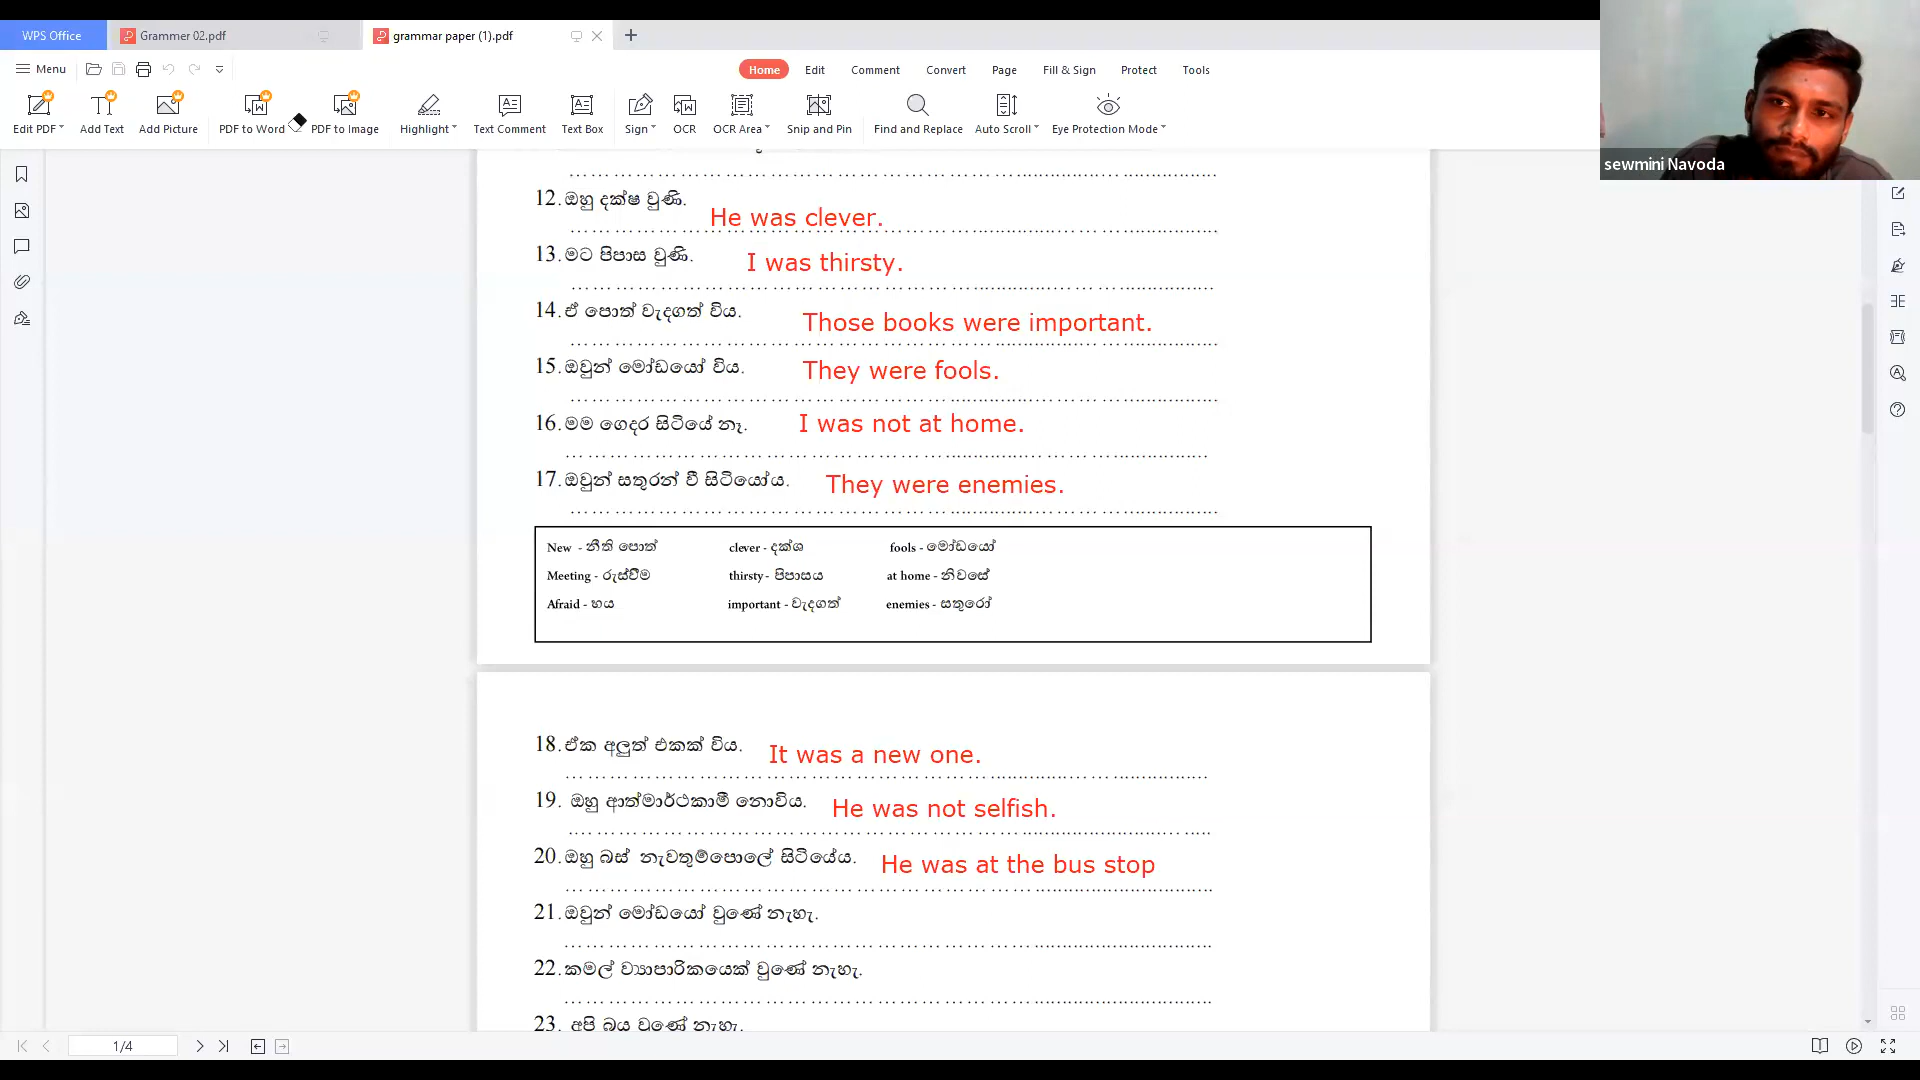 WPS Office
Grammer 02.pdf
grammar paper (1).pdf
Menu
Home Edit Comment Convert Page Fill & Sign Protect Tools
Edit PDF Add Text Add Picture PDF to Word PDF to Image Highlight Text Comment Text Box Sign OCR OCR Area Snip and Pin Find and Replace Auto Scroll Eye Protection Mode
sewmini Navoda
12. ඔහු දක්ෂ වුණි.
He was clever.
13. මට පිපාස වුණි.
I was thirsty.
14. ඒ පොත් වැදගත් විය.
Those books were important.
15. ඔවුන් මෝඩයෝ විය.
They were fools.
16. මම ගෙදර සිටියේ නෑ.
I was not at home.
17. ඔවුන් සතුරන් වී සිටියෝය.
They were enemies.
New - නීති පොත් clever - දක්ශ fools - මෝඩයෝ
Meeting - රුස්වීම thirsty - පිපාසය at home - නිවසේ
Afraid - භය important - වැදගත් enemies - සතුරෝ
18. ඒක අලුත් එකක් විය.
It was a new one.
19. ඔහු ආත්මාර්ථකාමී නොවිය.
He was not selfish.
20. ඔහු බස් නැවතුම්පොලේ සිටියේය.
He was at the bus stop
21. ඔවුන් මෝඩයෝ වුණේ නැහැ.
22. කමල් ව්‍යාපාරිකයෙක් වුණේ නැහැ.
23. අපි බය වුණේ නැහැ.
1/4